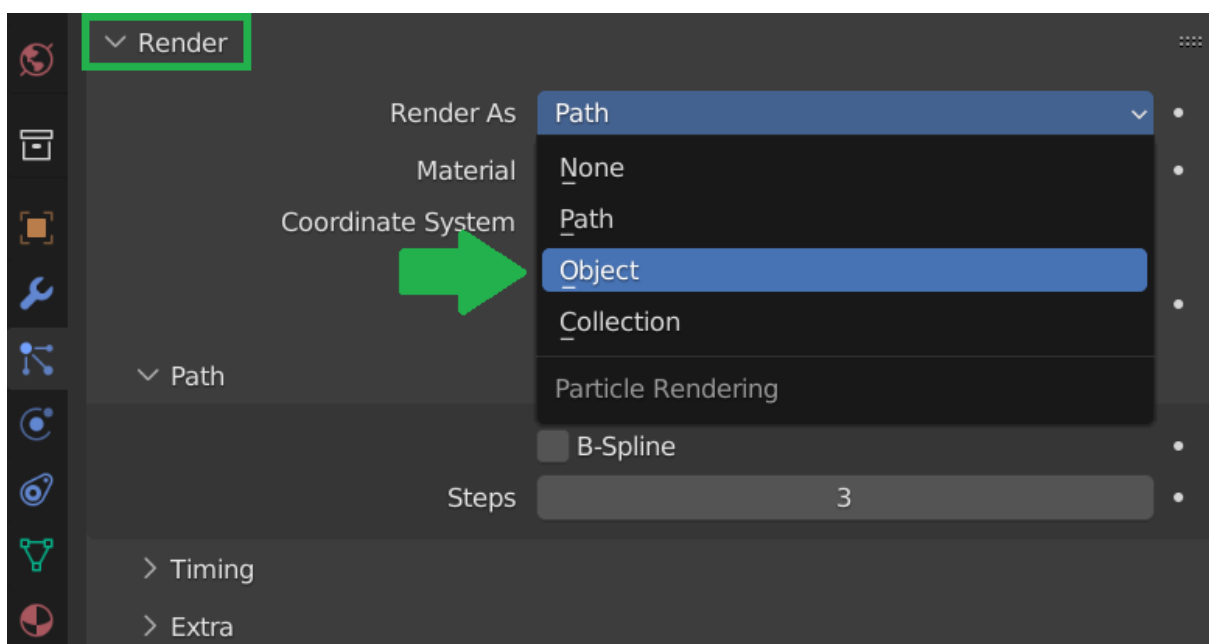 Render
Render As Path
Material
None
Coordinate System
Path
Object
Collection
Path
Particle Rendering
B-Spline
Steps 3
Timing
Extra